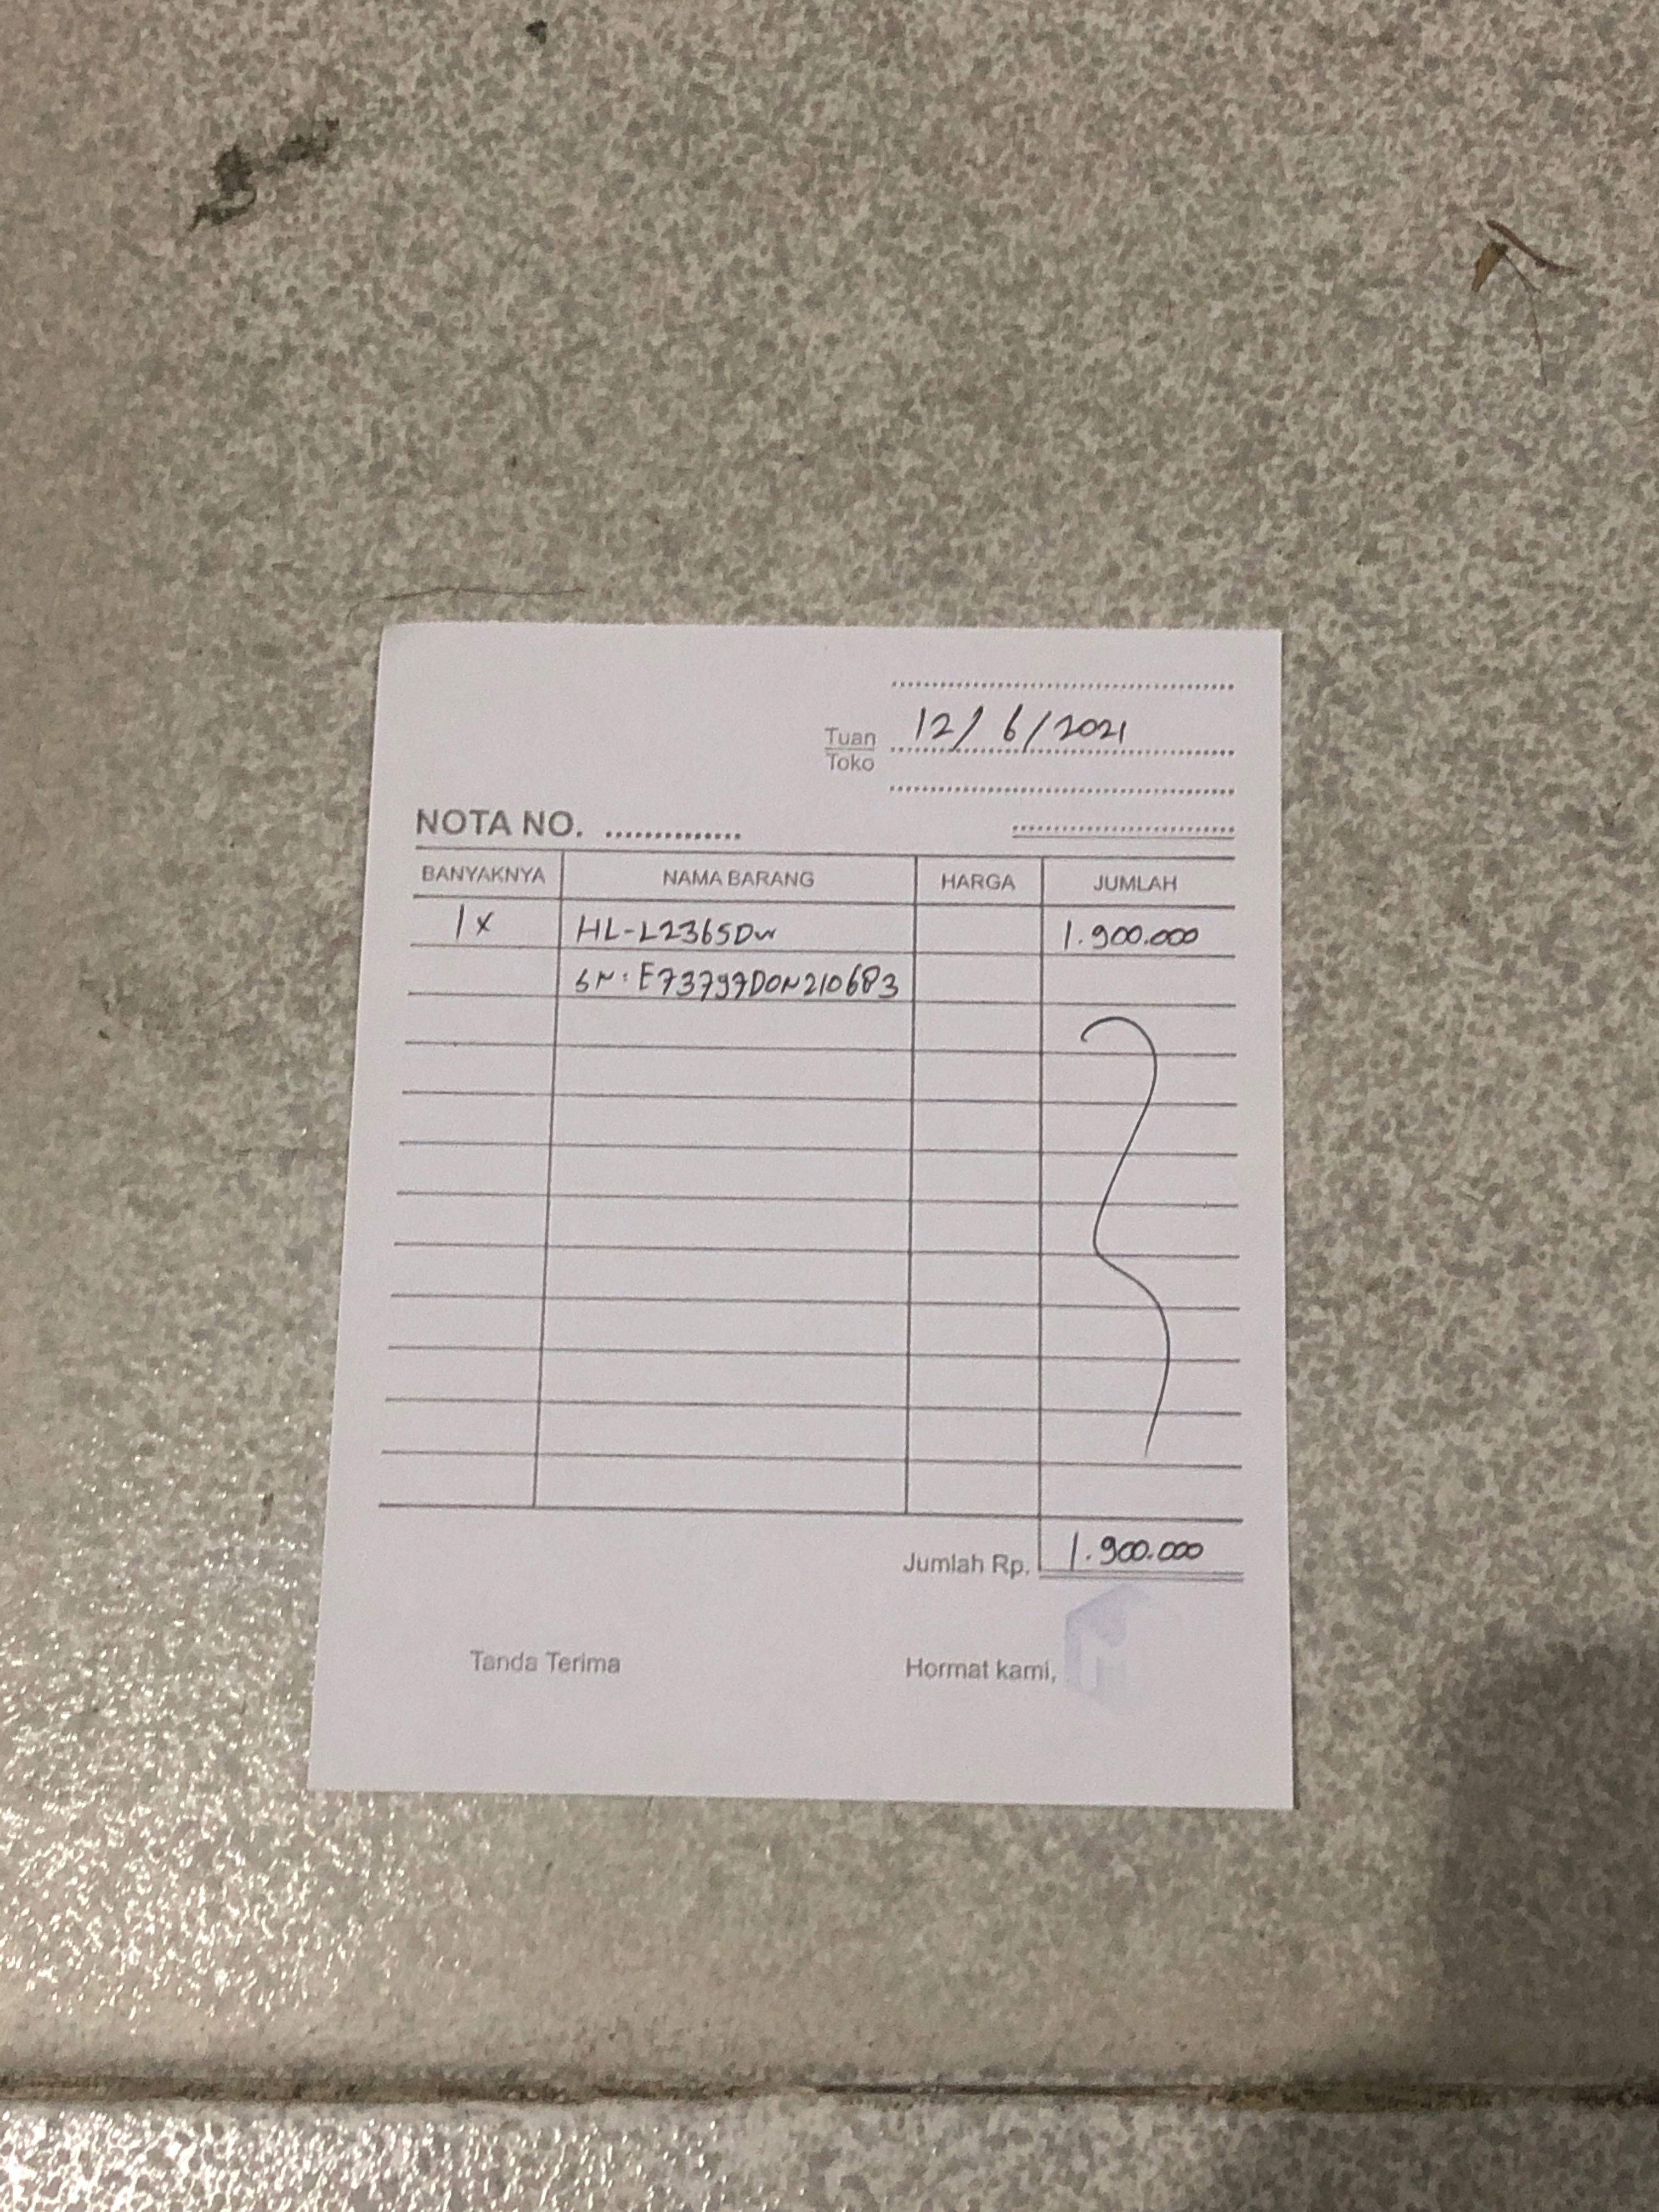 12/6/2021
Tuan
Toko
NOTA NO.
BANYAKNYA NAMA BARANG HARGA JUMLAH
1x HL-L2365DW 1.900.000
SN: E73797D0N210683
Jumlah Rp. 1.900.000
Tanda Terima Hormat kami,